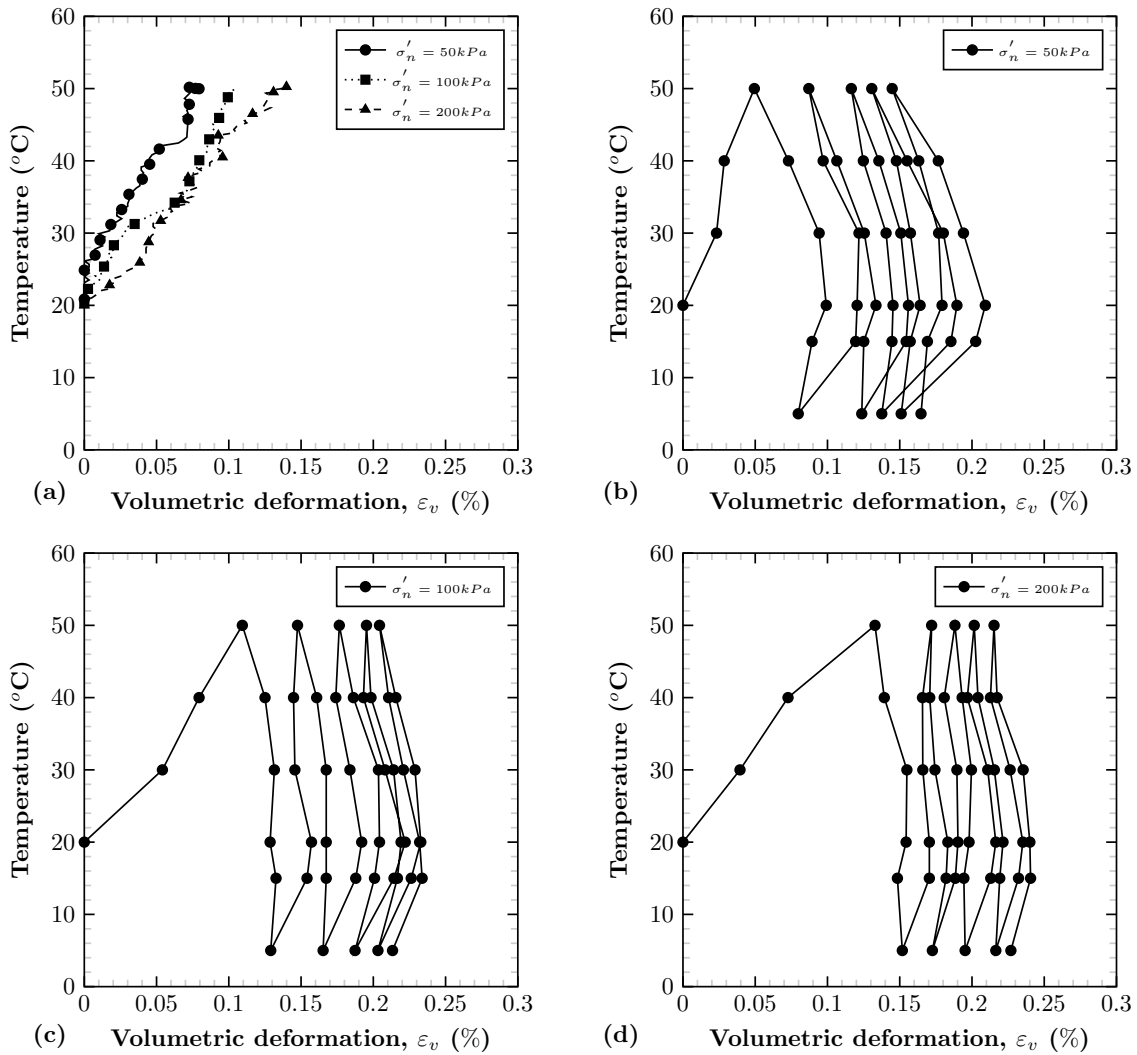 60
50
40
30
20
10
0
0 0.05 0.1 0.15 0.2 0.25 0.3
Temperature (°C)
σ′n = 50kPa
σ′n = 100kPa
σ′n = 200kPa
(a)
Volumetric deformation, εv (%)
60
50
40
30
20
10
0
0 0.05 0.1 0.15 0.2 0.25 0.3
Temperature (°C)
σ′n = 50kPa
(b)
Volumetric deformation, εv (%)
60
50
40
30
20
10
0
0 0.05 0.1 0.15 0.2 0.25 0.3
Temperature (°C)
σ′n = 100kPa
(c)
Volumetric deformation, εv (%)
60
50
40
30
20
10
0
0 0.05 0.1 0.15 0.2 0.25 0.3
Temperature (°C)
σ′n = 200kPa
(d)
Volumetric deformation, εv (%)